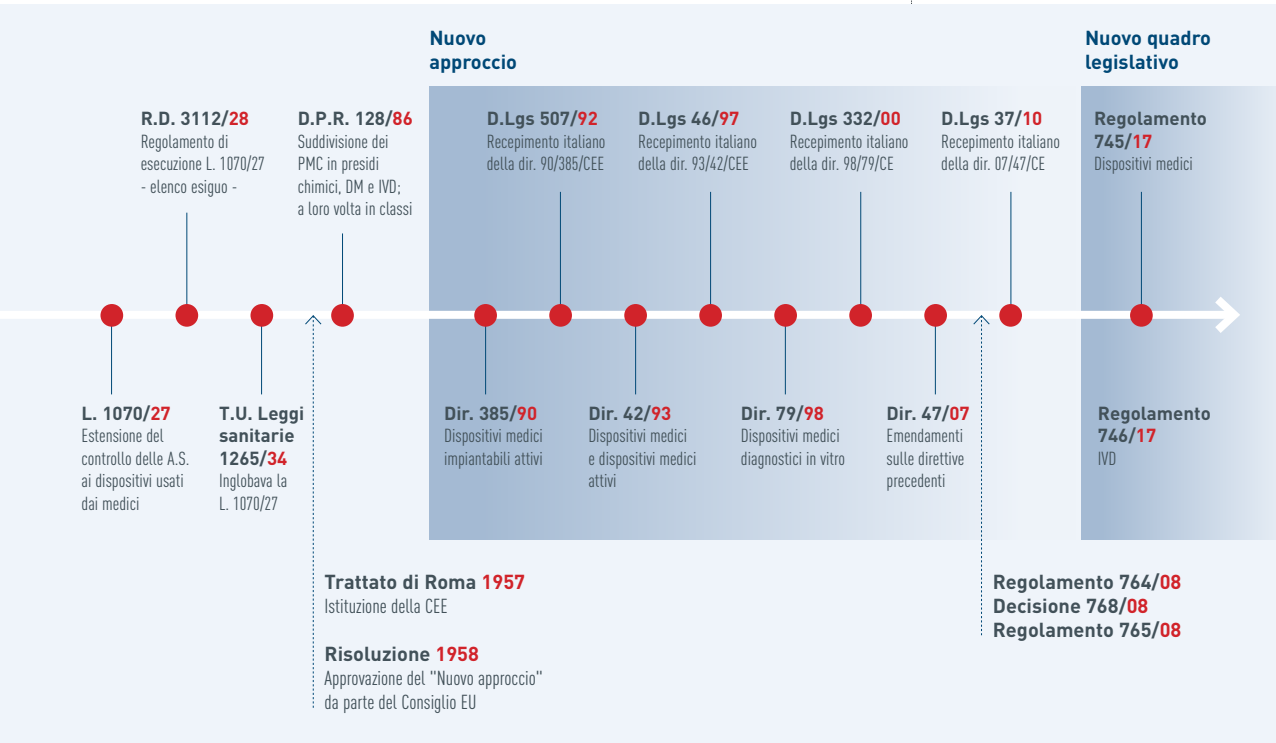 Nuovo
approccio
Nuovo quadro
legislativo
R.D. 3112/28
Regolamento di
esecuzione L. 1070/27
- elenco esiguo -
D.P.R. 128/86
Suddivisione dei
PMC in presidi
chimici, DM e IVD;
a loro volta in classi
D.Lgs 507/92
Recepimento italiano
della dir. 90/385/CEE
D.Lgs 46/97
Recepimento italiano
della dir. 93/42/CEE
D.Lgs 332/00
Recepimento italiano
della dir. 98/79/CE
D.Lgs 37/10
Recepimento italiano
della dir. 07/47/CE
Regolamento
745/17
Dispositivi medici
L. 1070/27
Estensione del
controllo delle A.S.
ai dispositivi usati
dai medici
T.U. Leggi
sanitarie
1265/34
Inglobava la
L. 1070/27
Dir. 385/90
Dispositivi medici
impiantabili attivi
Dir. 42/93
Dispositivi medici
e dispositivi medici
attivi
Dir. 79/98
Dispositivi medici
diagnostici in vitro
Dir. 47/07
Emendamenti
sulle direttive
precedenti
Regolamento
746/17
IVD
Trattato di Roma 1957
Istituzione della CEE
Risoluzione 1958
Approvazione del "Nuovo approccio"
da parte del Consiglio EU
Regolamento 764/08
Decisione 768/08
Regolamento 765/08